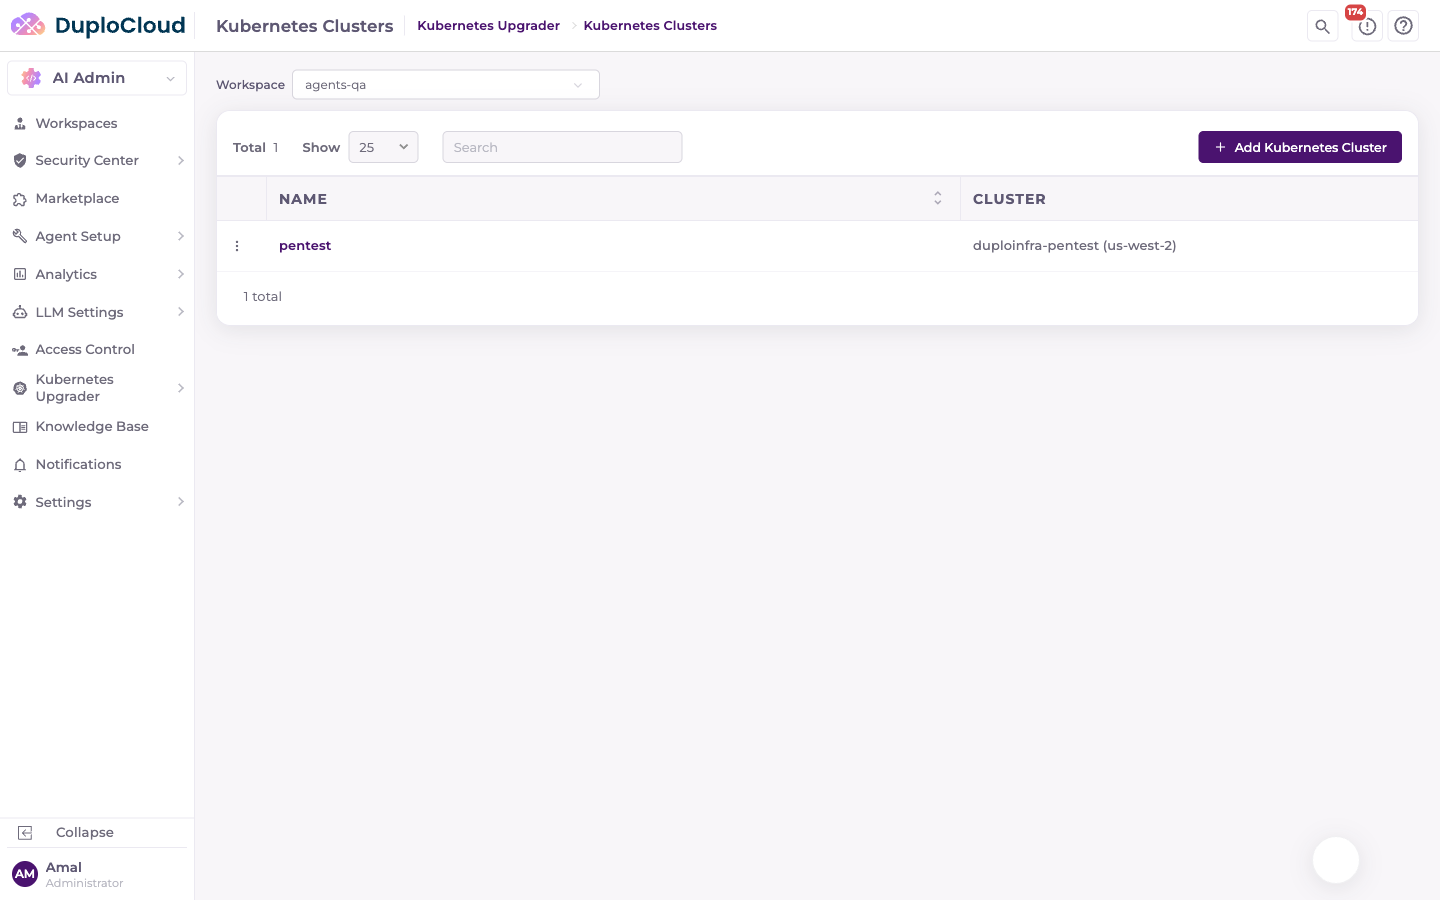 DuploCloud
Kubernetes Clusters
Kubernetes Upgrader
Kubernetes Clusters
174
AI Admin
Workspaces
Security Center
Marketplace
Agent Setup
Analytics
LLM Settings
Access Control
Kubernetes
Upgrader
Knowledge Base
Notifications
Settings
Collapse
AM
Amal
Administrator
Workspace
agents-qa
Total 1
Show
25
Search
+ Add Kubernetes Cluster
NAME
CLUSTER
pentest
duploinfra-pentest (us-west-2)
1 total